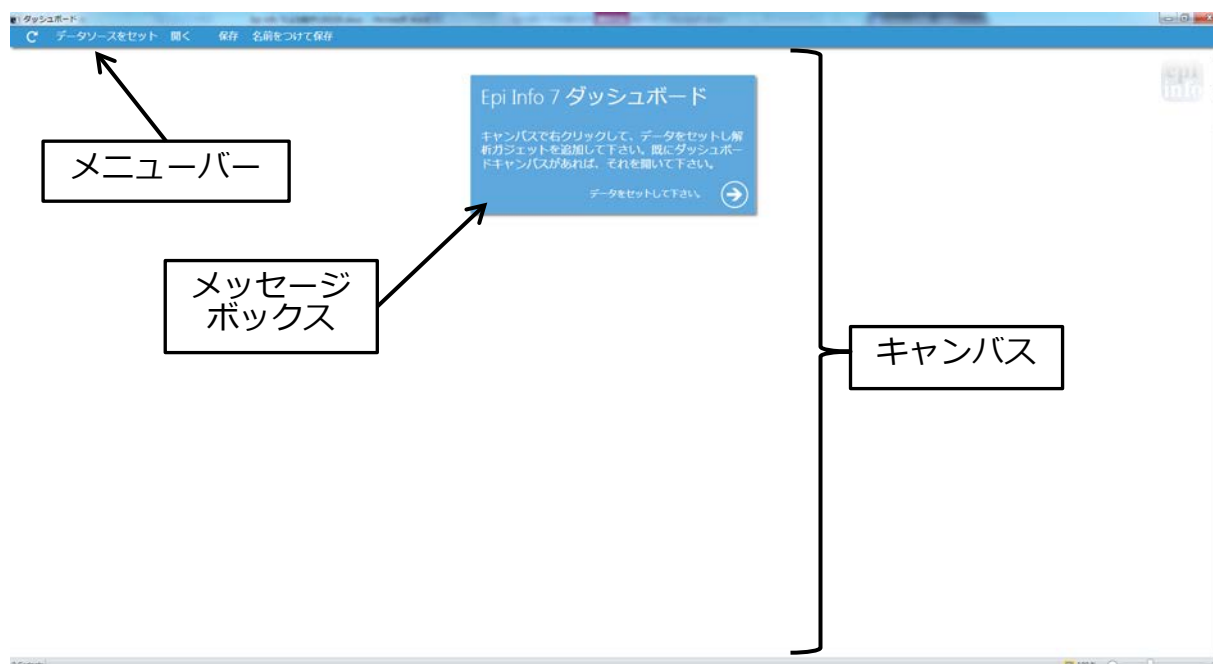 ダッシュボード
データソースをセット 開く 保存 名前をつけて保存
epi
info
Epi Info 7 ダッシュボード
キャンバスで右クリックして、データをセットし解
析ガジェットを追加して下さい。既にダッシュボー
ドキャンバスがあれば、それを開いて下さい。
データをセットして下さい。
メニューバー
メッセージ
ボックス
キャンバス